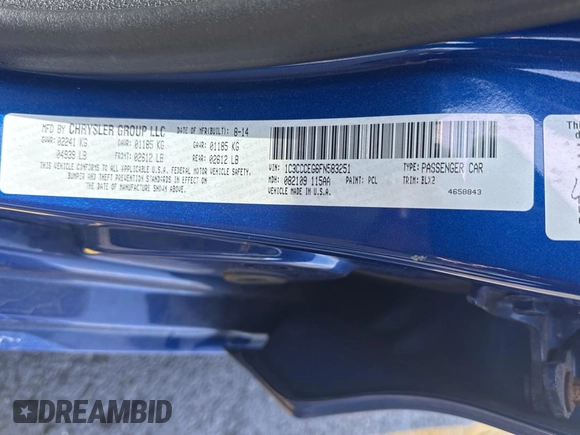 MFD BY CHRYSLER GROUP LLC DATE OF MFR(BUILT): 8-14
GVWR: 02241 KG GAWR: 01185 KG GAWR: 01185 KG
04939 LB FRONT: 02612 LB REAR: 02612 LB
THIS VEHICLE CONFORMS TO ALL APPLICABLE U.S.A. FEDERAL MOTOR VEHICLE SAFETY,
BUMPER AND THEFT PREVENTION STANDARDS IN EFFECT ON
THE DATE OF MANUFACTURE SHOWN ABOVE.
VIN: 1C3CCCEG6FN583251 TYPE: PASSENGER CAR
MDH: 082109 115AA PAINT: PCL TRIM: BLX2
VEHICLE MADE IN U.S.A. 4658843
DREAMBID